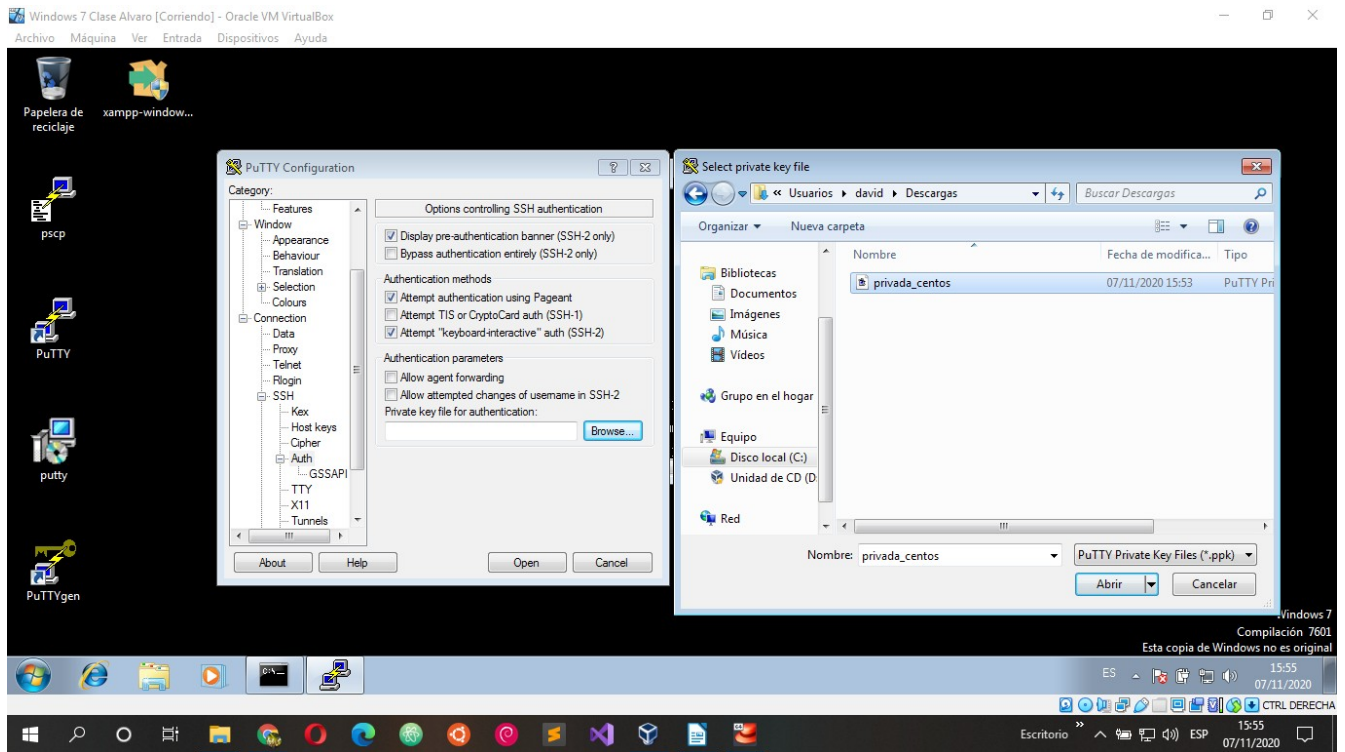 Windows 7 Clase Alvaro [Corriendo] - Oracle VM VirtualBox
Archivo Máquina Ver Entrada Dispositivos Ayuda
Papelera de
reciclaje
xampp-window...
pscp
PuTTY
putty
PuTTYgen
PuTTY Configuration
Category:
Features
Window
Appearance
Behaviour
Translation
Selection
Colours
Connection
Data
Proxy
Telnet
Rlogin
SSH
Kex
Host keys
Cipher
Auth
GSSAPI
TTY
X11
Tunnels
Options controlling SSH authentication
Display pre-authentication banner (SSH-2 only)
Bypass authentication entirely (SSH-2 only)
Authentication methods
Attempt authentication using Pageant
Attempt TIS or CryptoCard auth (SSH-1)
Attempt "keyboard-interactive" auth (SSH-2)
Authentication parameters
Allow agent forwarding
Allow attempted changes of username in SSH-2
Private key file for authentication:
Browse...
About Help Open Cancel
Select private key file
« Usuarios david Descargas
Buscar Descargas
Organizar Nueva carpeta
Bibliotecas
Documentos
Imágenes
Música
Vídeos
Grupo en el hogar
Equipo
Disco local (C:)
Unidad de CD (D:
Red
Nombre Fecha de modifica... Tipo
privada_centos 07/11/2020 15:53 PuTTY Pri
Nombre: privada_centos PuTTY Private Key Files (*.ppk)
Abrir Cancelar
Windows 7
Compilación 7601
Esta copia de Windows no es original
ES 15:55
07/11/2020
CTRL DERECHA
Escritorio » ESP 15:55
07/11/2020